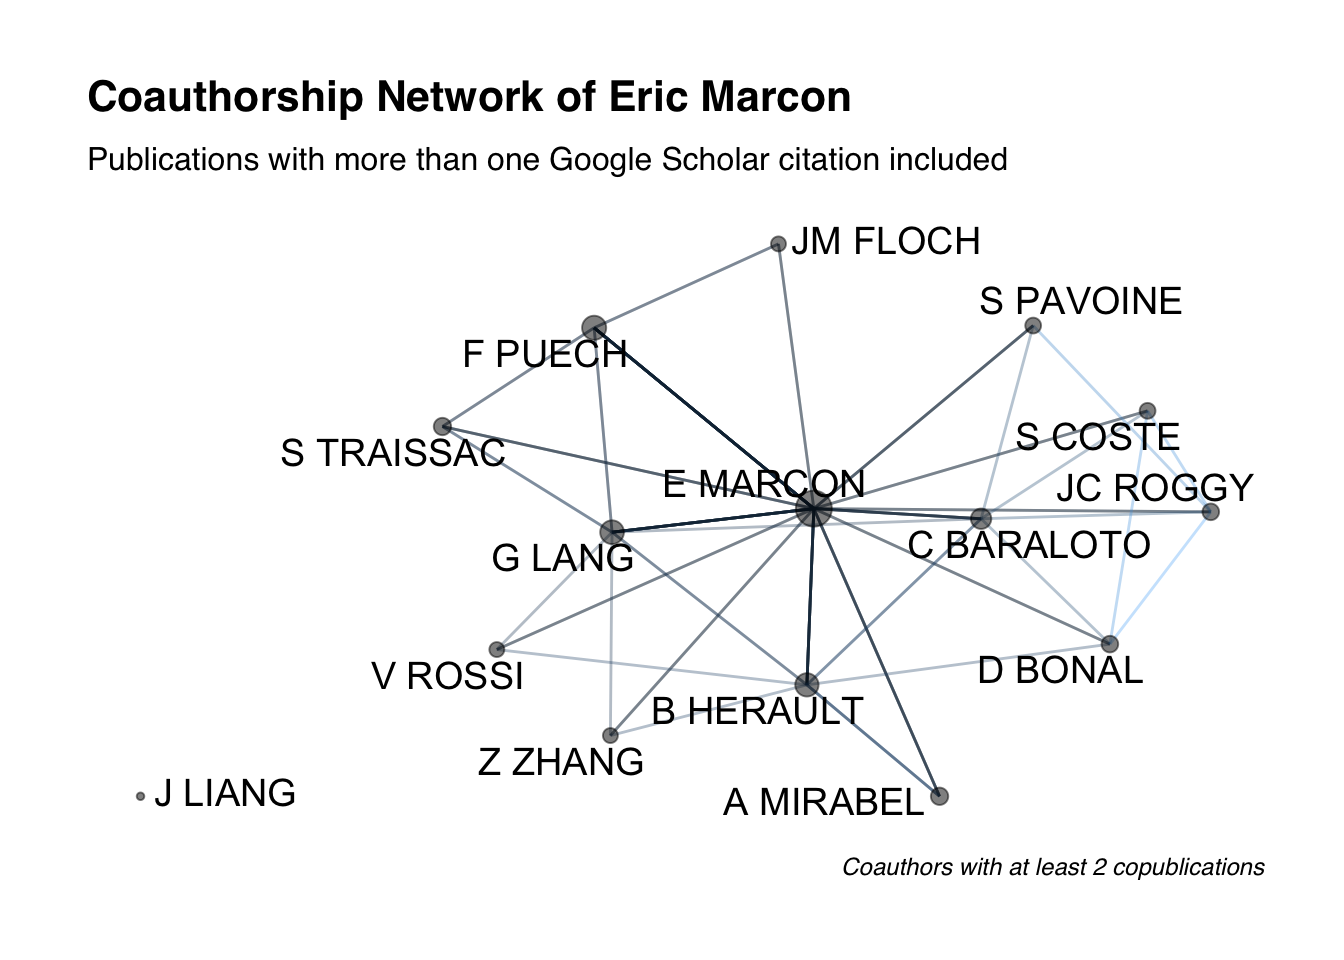 Coauthorship Network of Eric Marcon
Publications with more than one Google Scholar citation included
JM FLOCH
S PAVOINE
F PUECH
S COSTE
S TRAISSAC
E MARCON
JC ROGGY
C BARALOTO
G LANG
V ROSSI
D BONAL
B HERAULT
Z ZHANG
J LIANG
A MIRABEL
Coauthors with at least 2 copublications